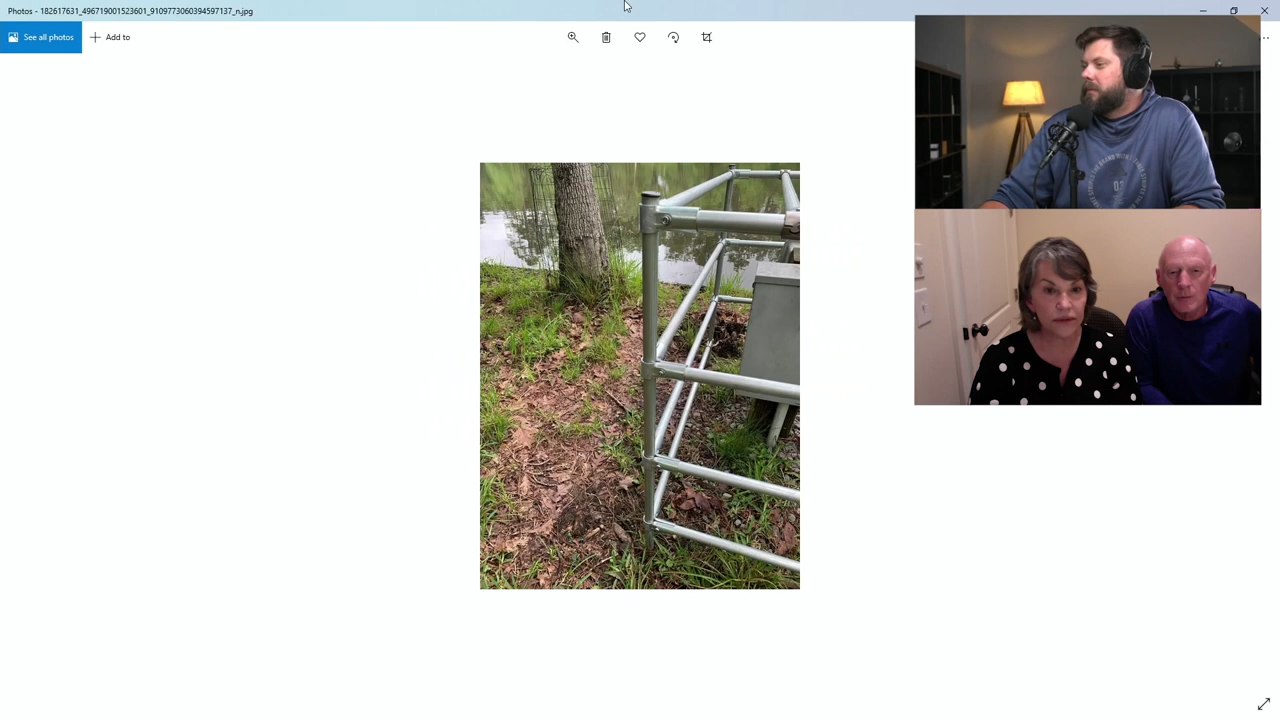 Photos - 182617631_496719001523601_9109773060394597137_n.jpg
See all photos
Add to